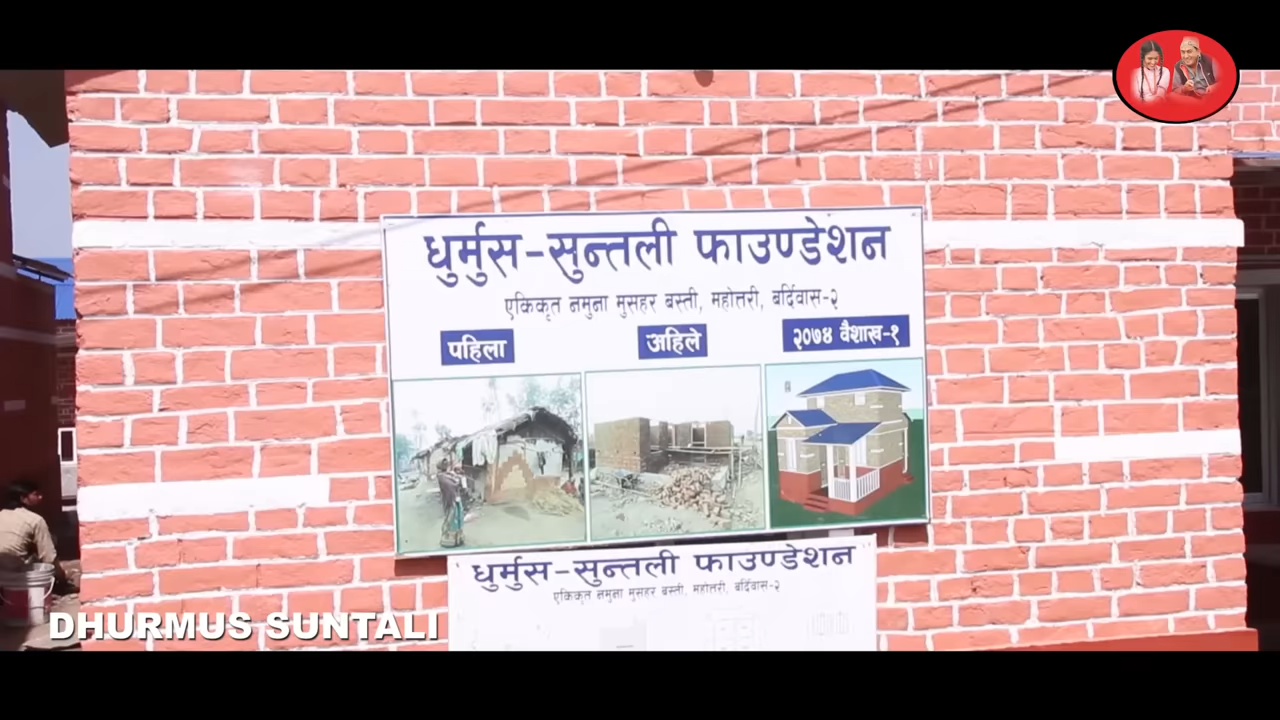 धुर्मुस-सुन्तली फाउण्डेशन
एकिकृत नमुना मुसहर बस्ती, महोत्तरी, बर्दिवास-२
पहिला
अहिले
२०७४ वैशाख-१
धुर्मुस-सुन्तली फाउण्डेशन
एकिकृत नमुना मुसहर बस्ती, महोत्तरी, बर्दिवास-२
DHURMUS SUNTALI